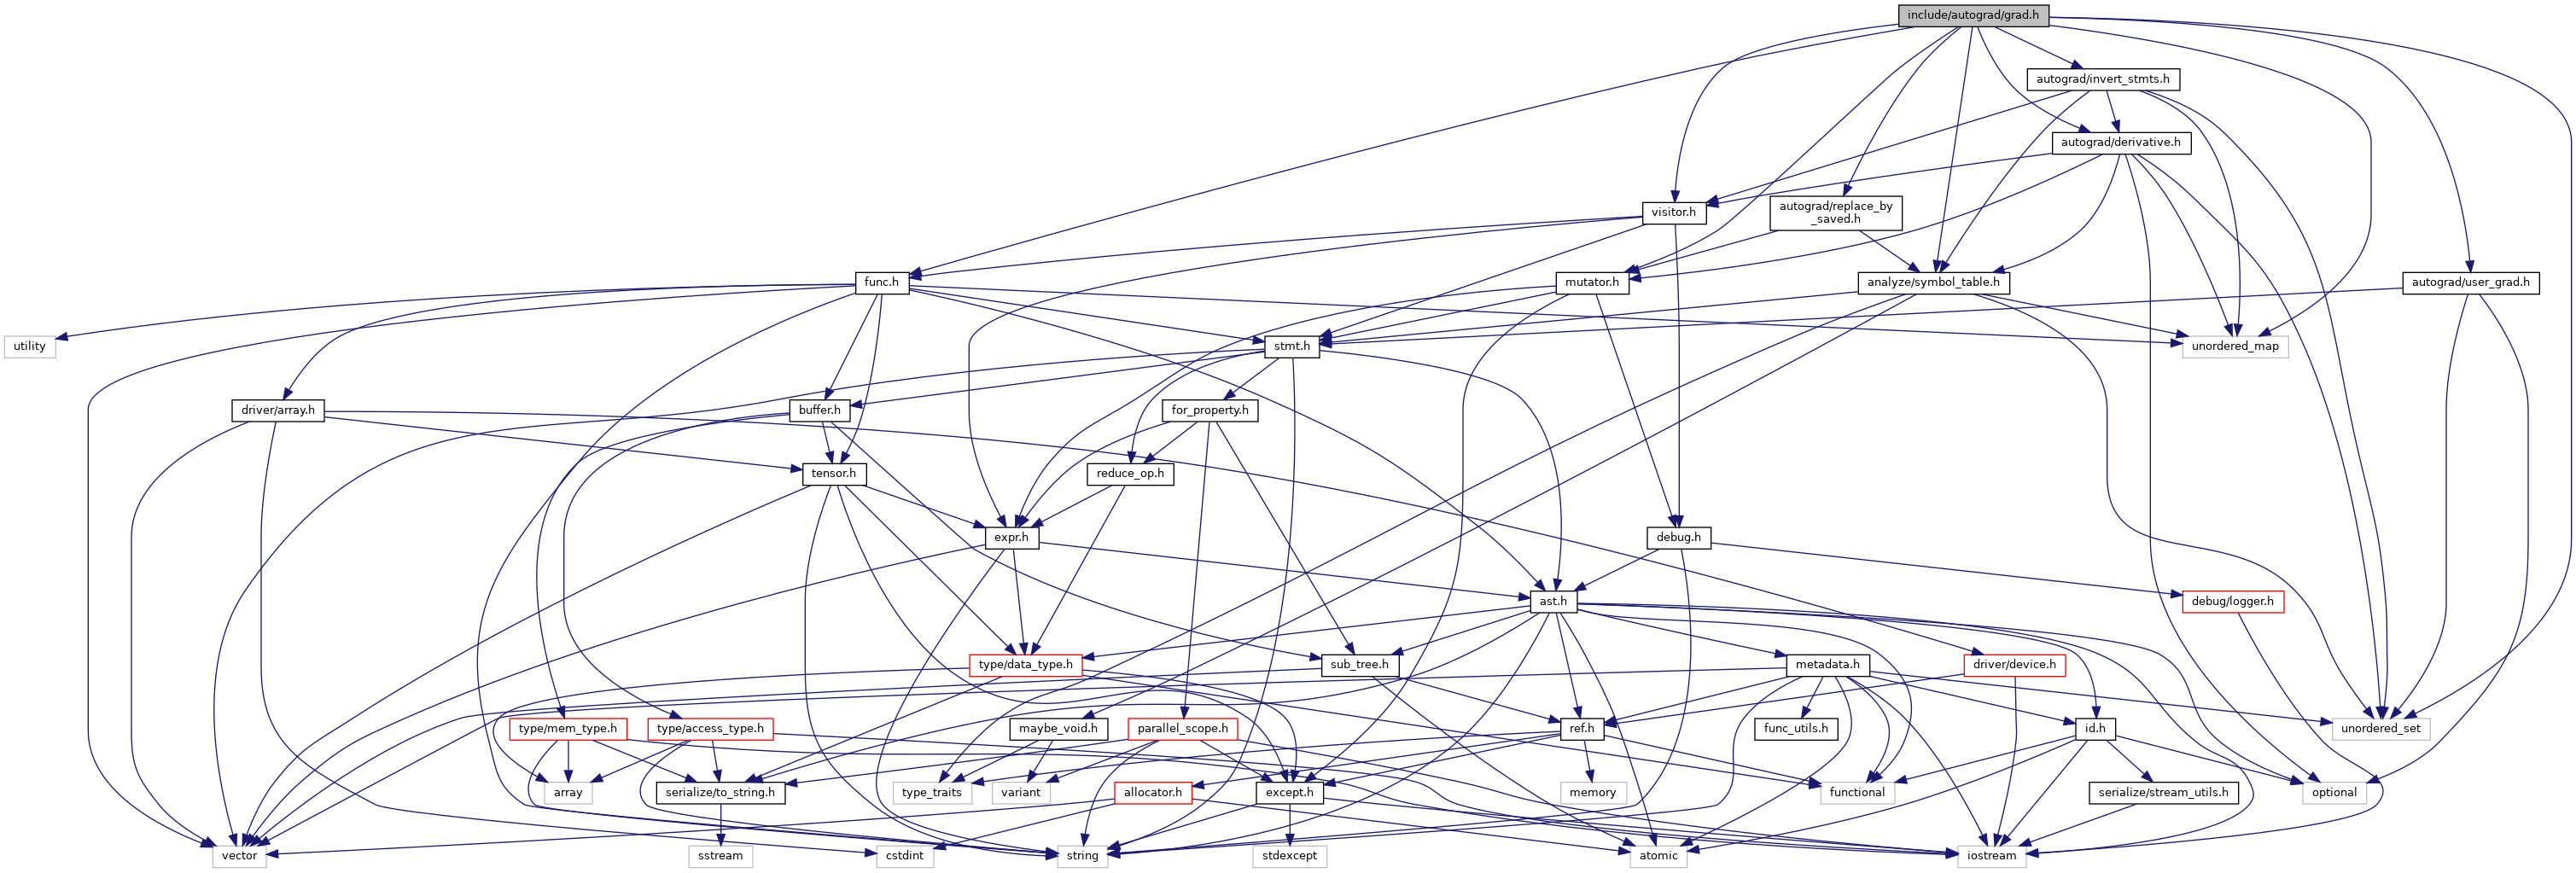 include/autograd/grad.h
autograd/invert_stmts.h
autograd/derivative.h
visitor.h
autograd/replace_by
_saved.h
func.h
mutator.h
analyze/symbol_table.h
autograd/user_grad.h
utility
stmt.h
unordered_map
driver/array.h
buffer.h
for_property.h
tensor.h
reduce_op.h
expr.h
debug.h
ast.h
debug/logger.h
type/data_type.h
sub_tree.h
metadata.h
driver/device.h
type/mem_type.h
type/access_type.h
maybe_void.h
parallel_scope.h
ref.h
func_utils.h
id.h
unordered_set
array
serialize/to_string.h
type_traits
variant
allocator.h
except.h
memory
functional
serialize/stream_utils.h
optional
vector
sstream
cstdint
string
stdexcept
atomic
iostream